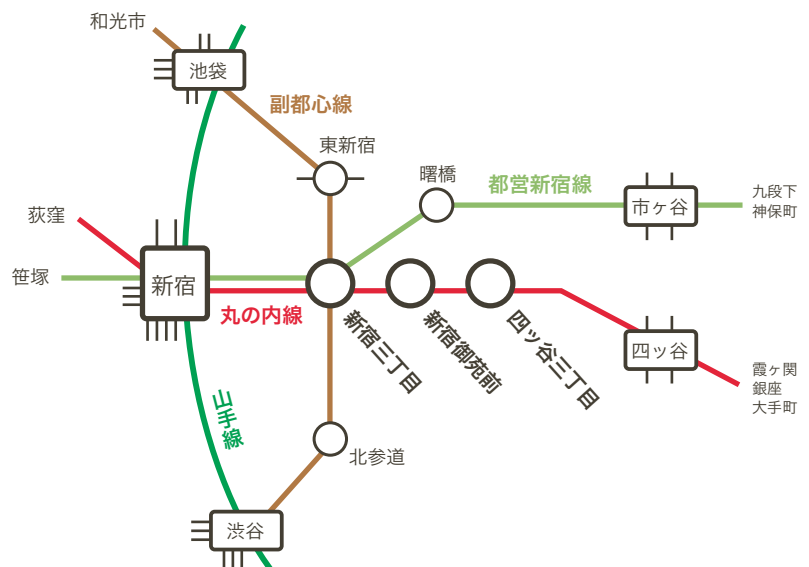 和光市
池袋
副都心線
東新宿
曙橋
都営新宿線
市ヶ谷
九段下
神保町
荻窪
笹塚
新宿
丸の内線
新宿三丁目
新宿御苑前
四ッ谷三丁目
四ッ谷
霞ヶ関
銀座
大手町
山手線
北参道
渋谷